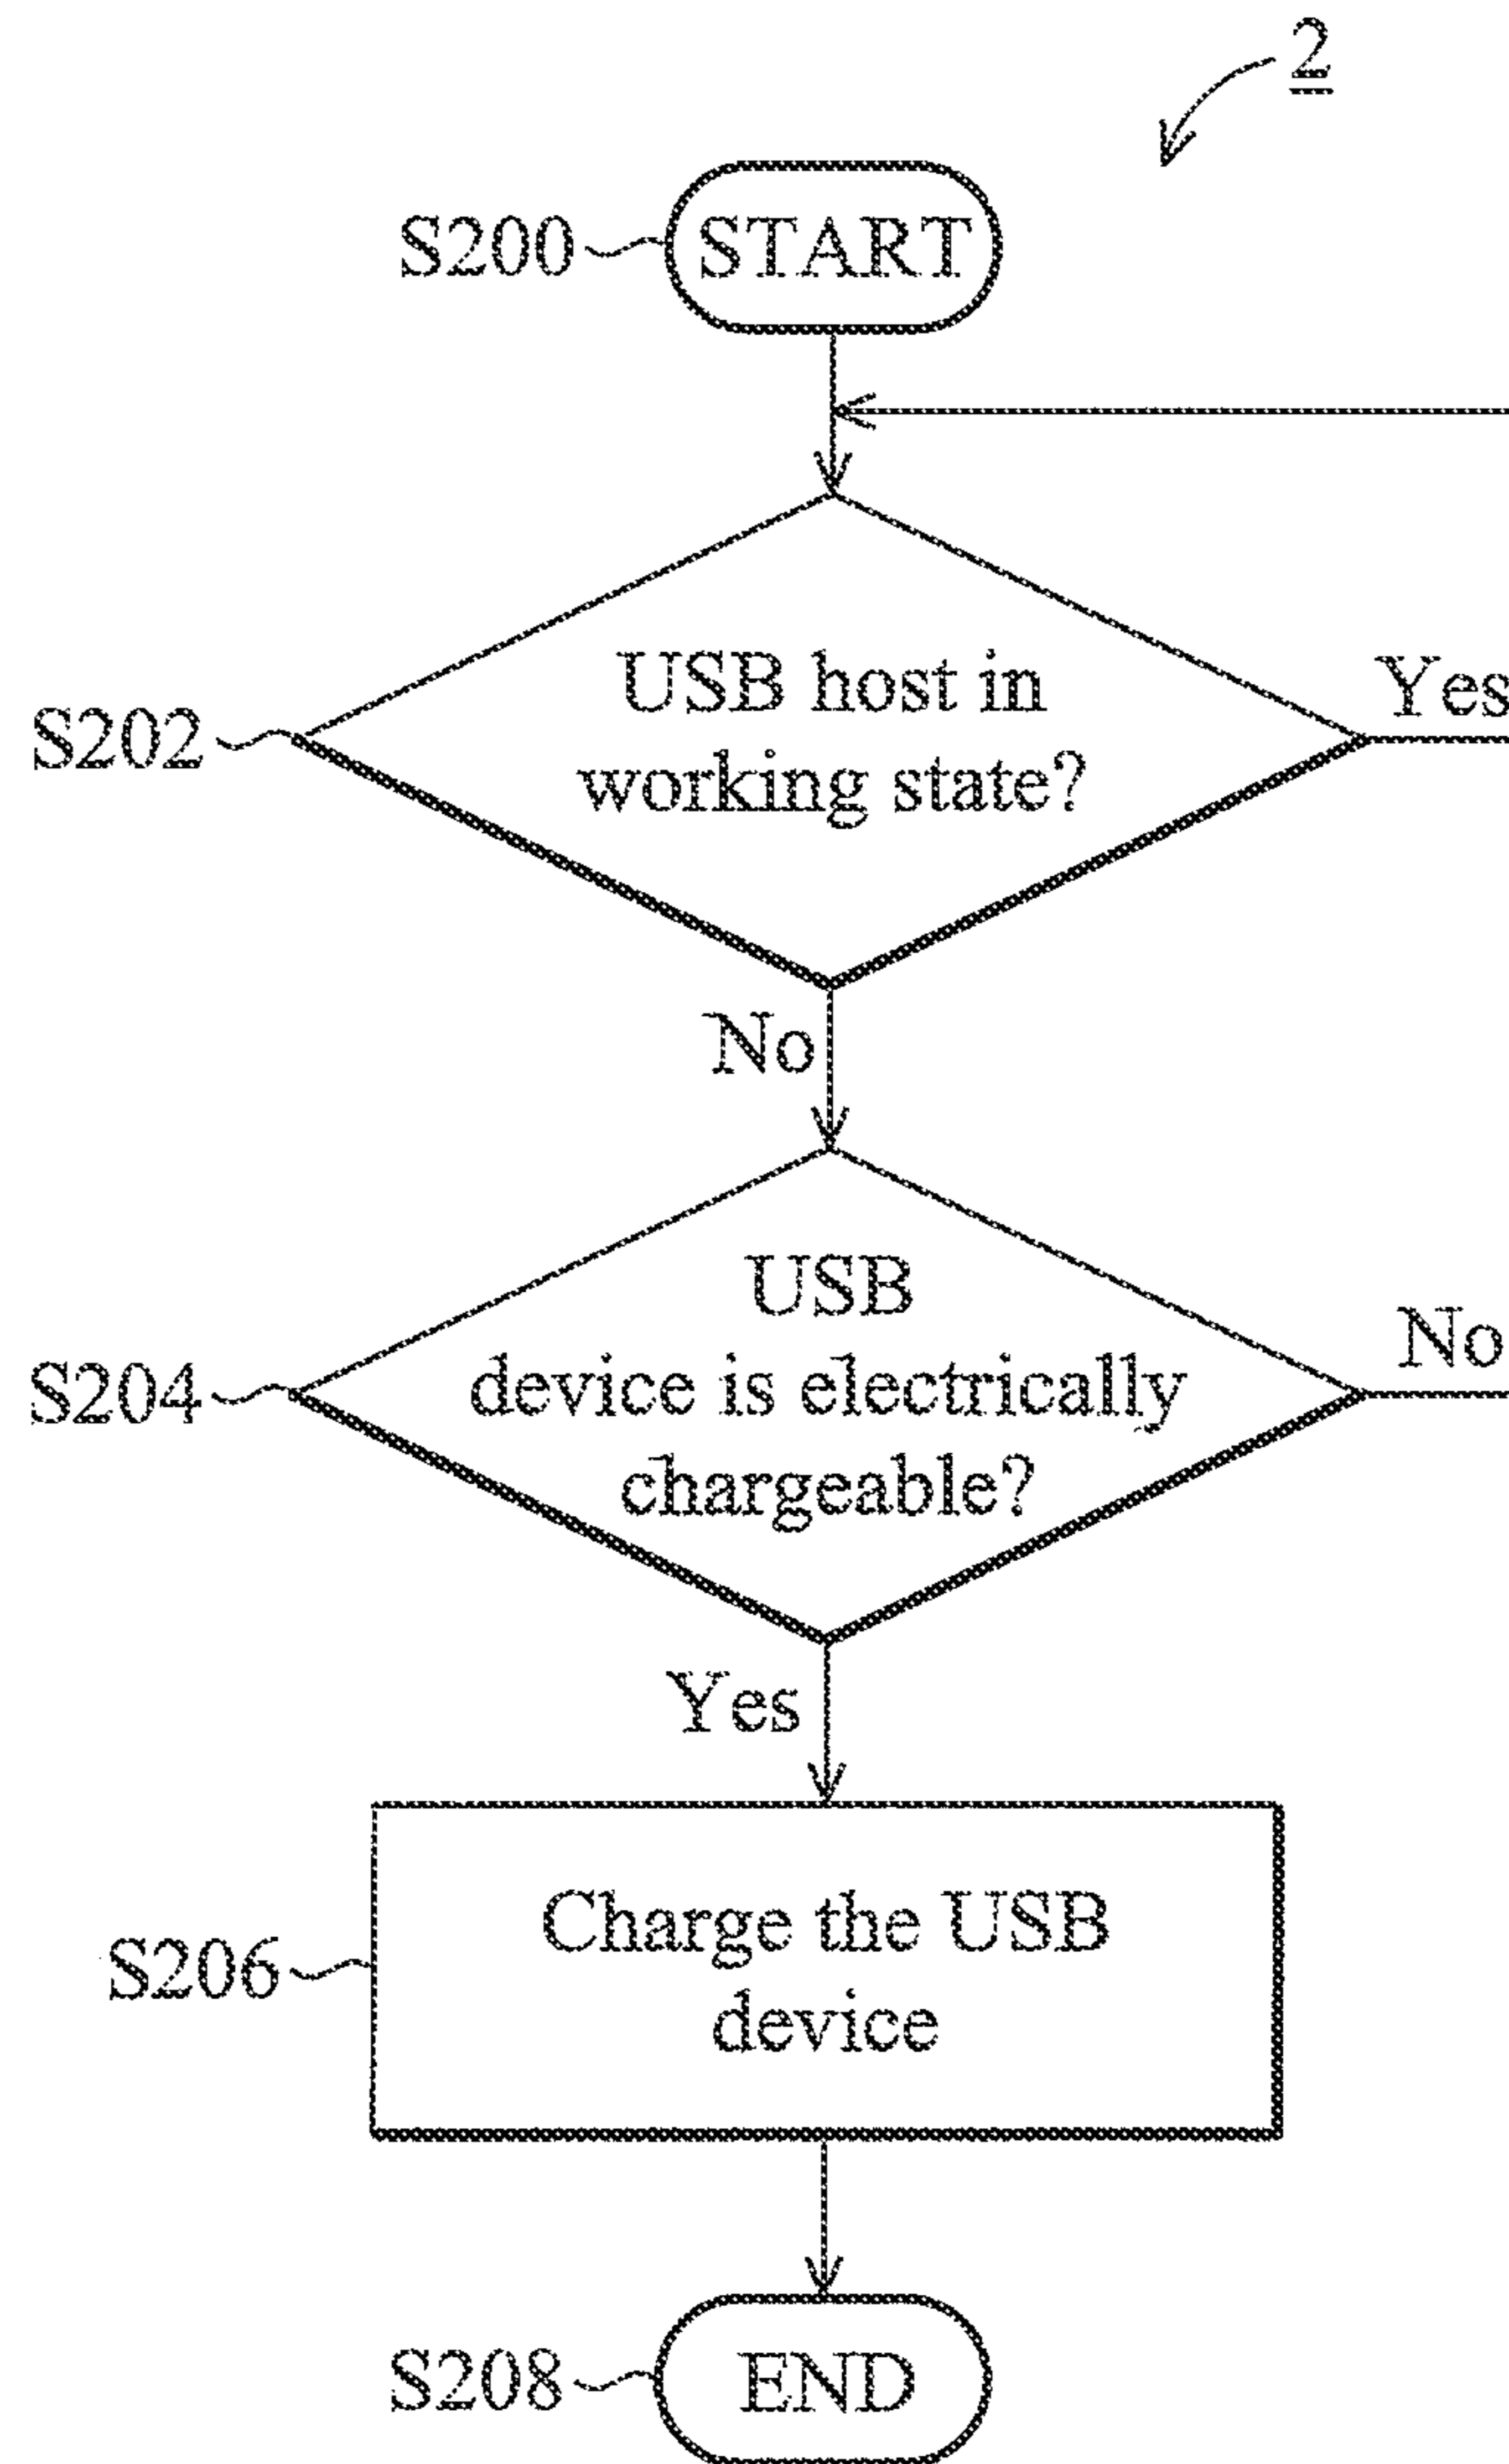 2
S200
START
S202
USB host in
working state?
Yes
No
S204
USB
device is electrically
chargeable?
No
Yes
S206
Charge the USB
device
S208
END